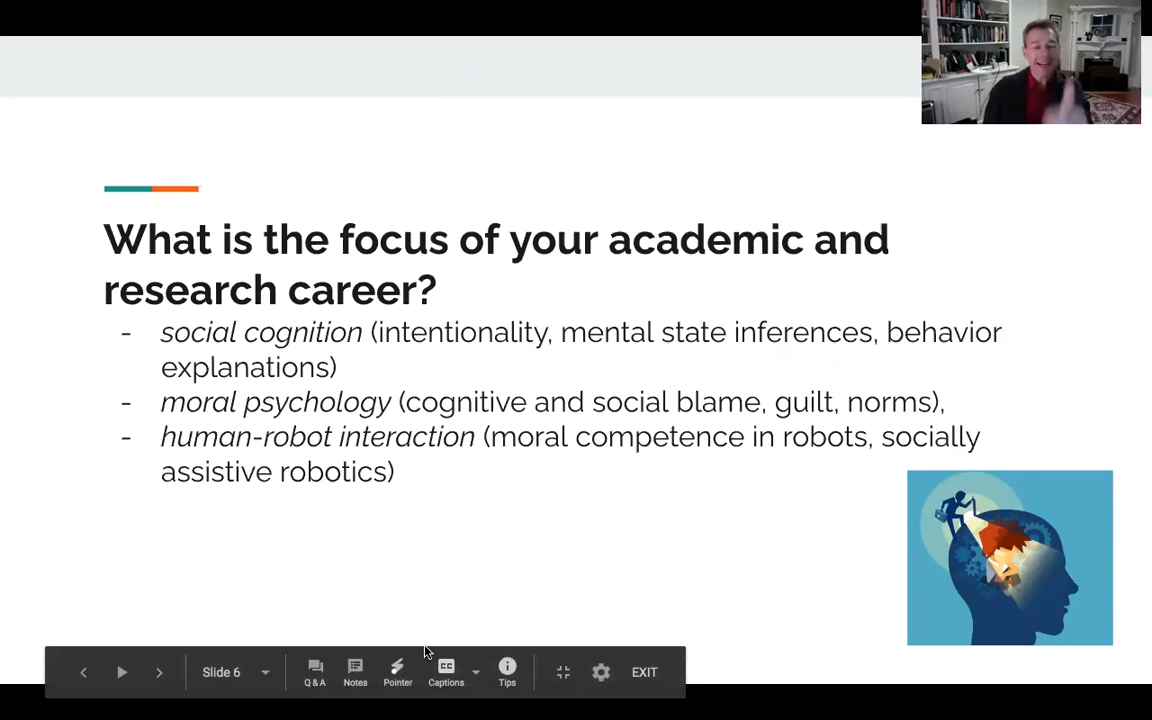 What is the focus of your academic and
research career?
- social cognition (intentionality, mental state inferences, behavior
explanations)
- moral psychology (cognitive and social blame, guilt, norms),
- human-robot interaction (moral competence in robots, socially
assistive robotics)
Slide 6
Q & A
Notes
Pointer
CC
Captions
Tips
EXIT